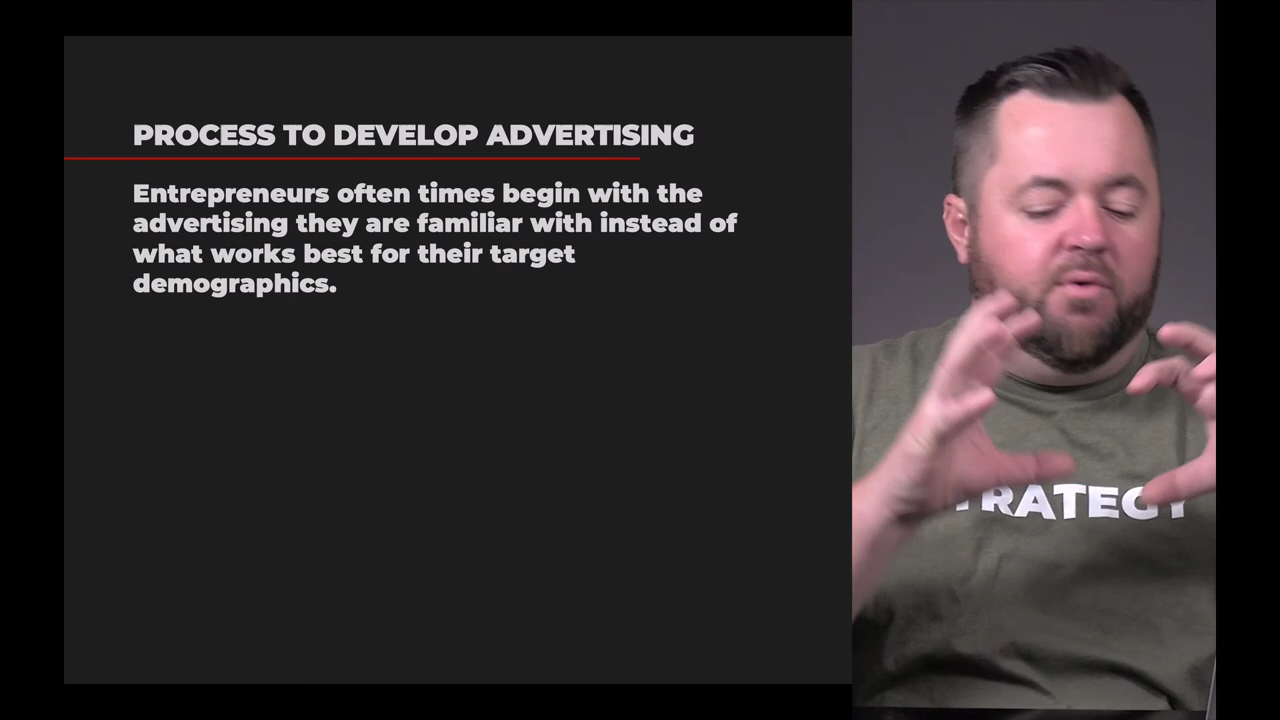 PROCESS TO DEVELOP ADVERTISING
Entrepreneurs often times begin with the
advertising they are familiar with instead of
what works best for their target
demographics.